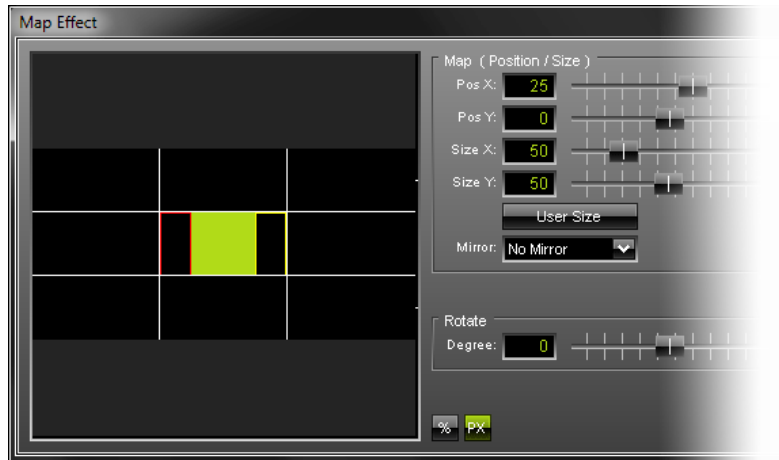 Map Effect
Map ( Position / Size )
Pos X: 25
Pos Y: 0
Size X: 50
Size Y: 50
User Size
Mirror: No Mirror
Rotate
Degree: 0
% PX